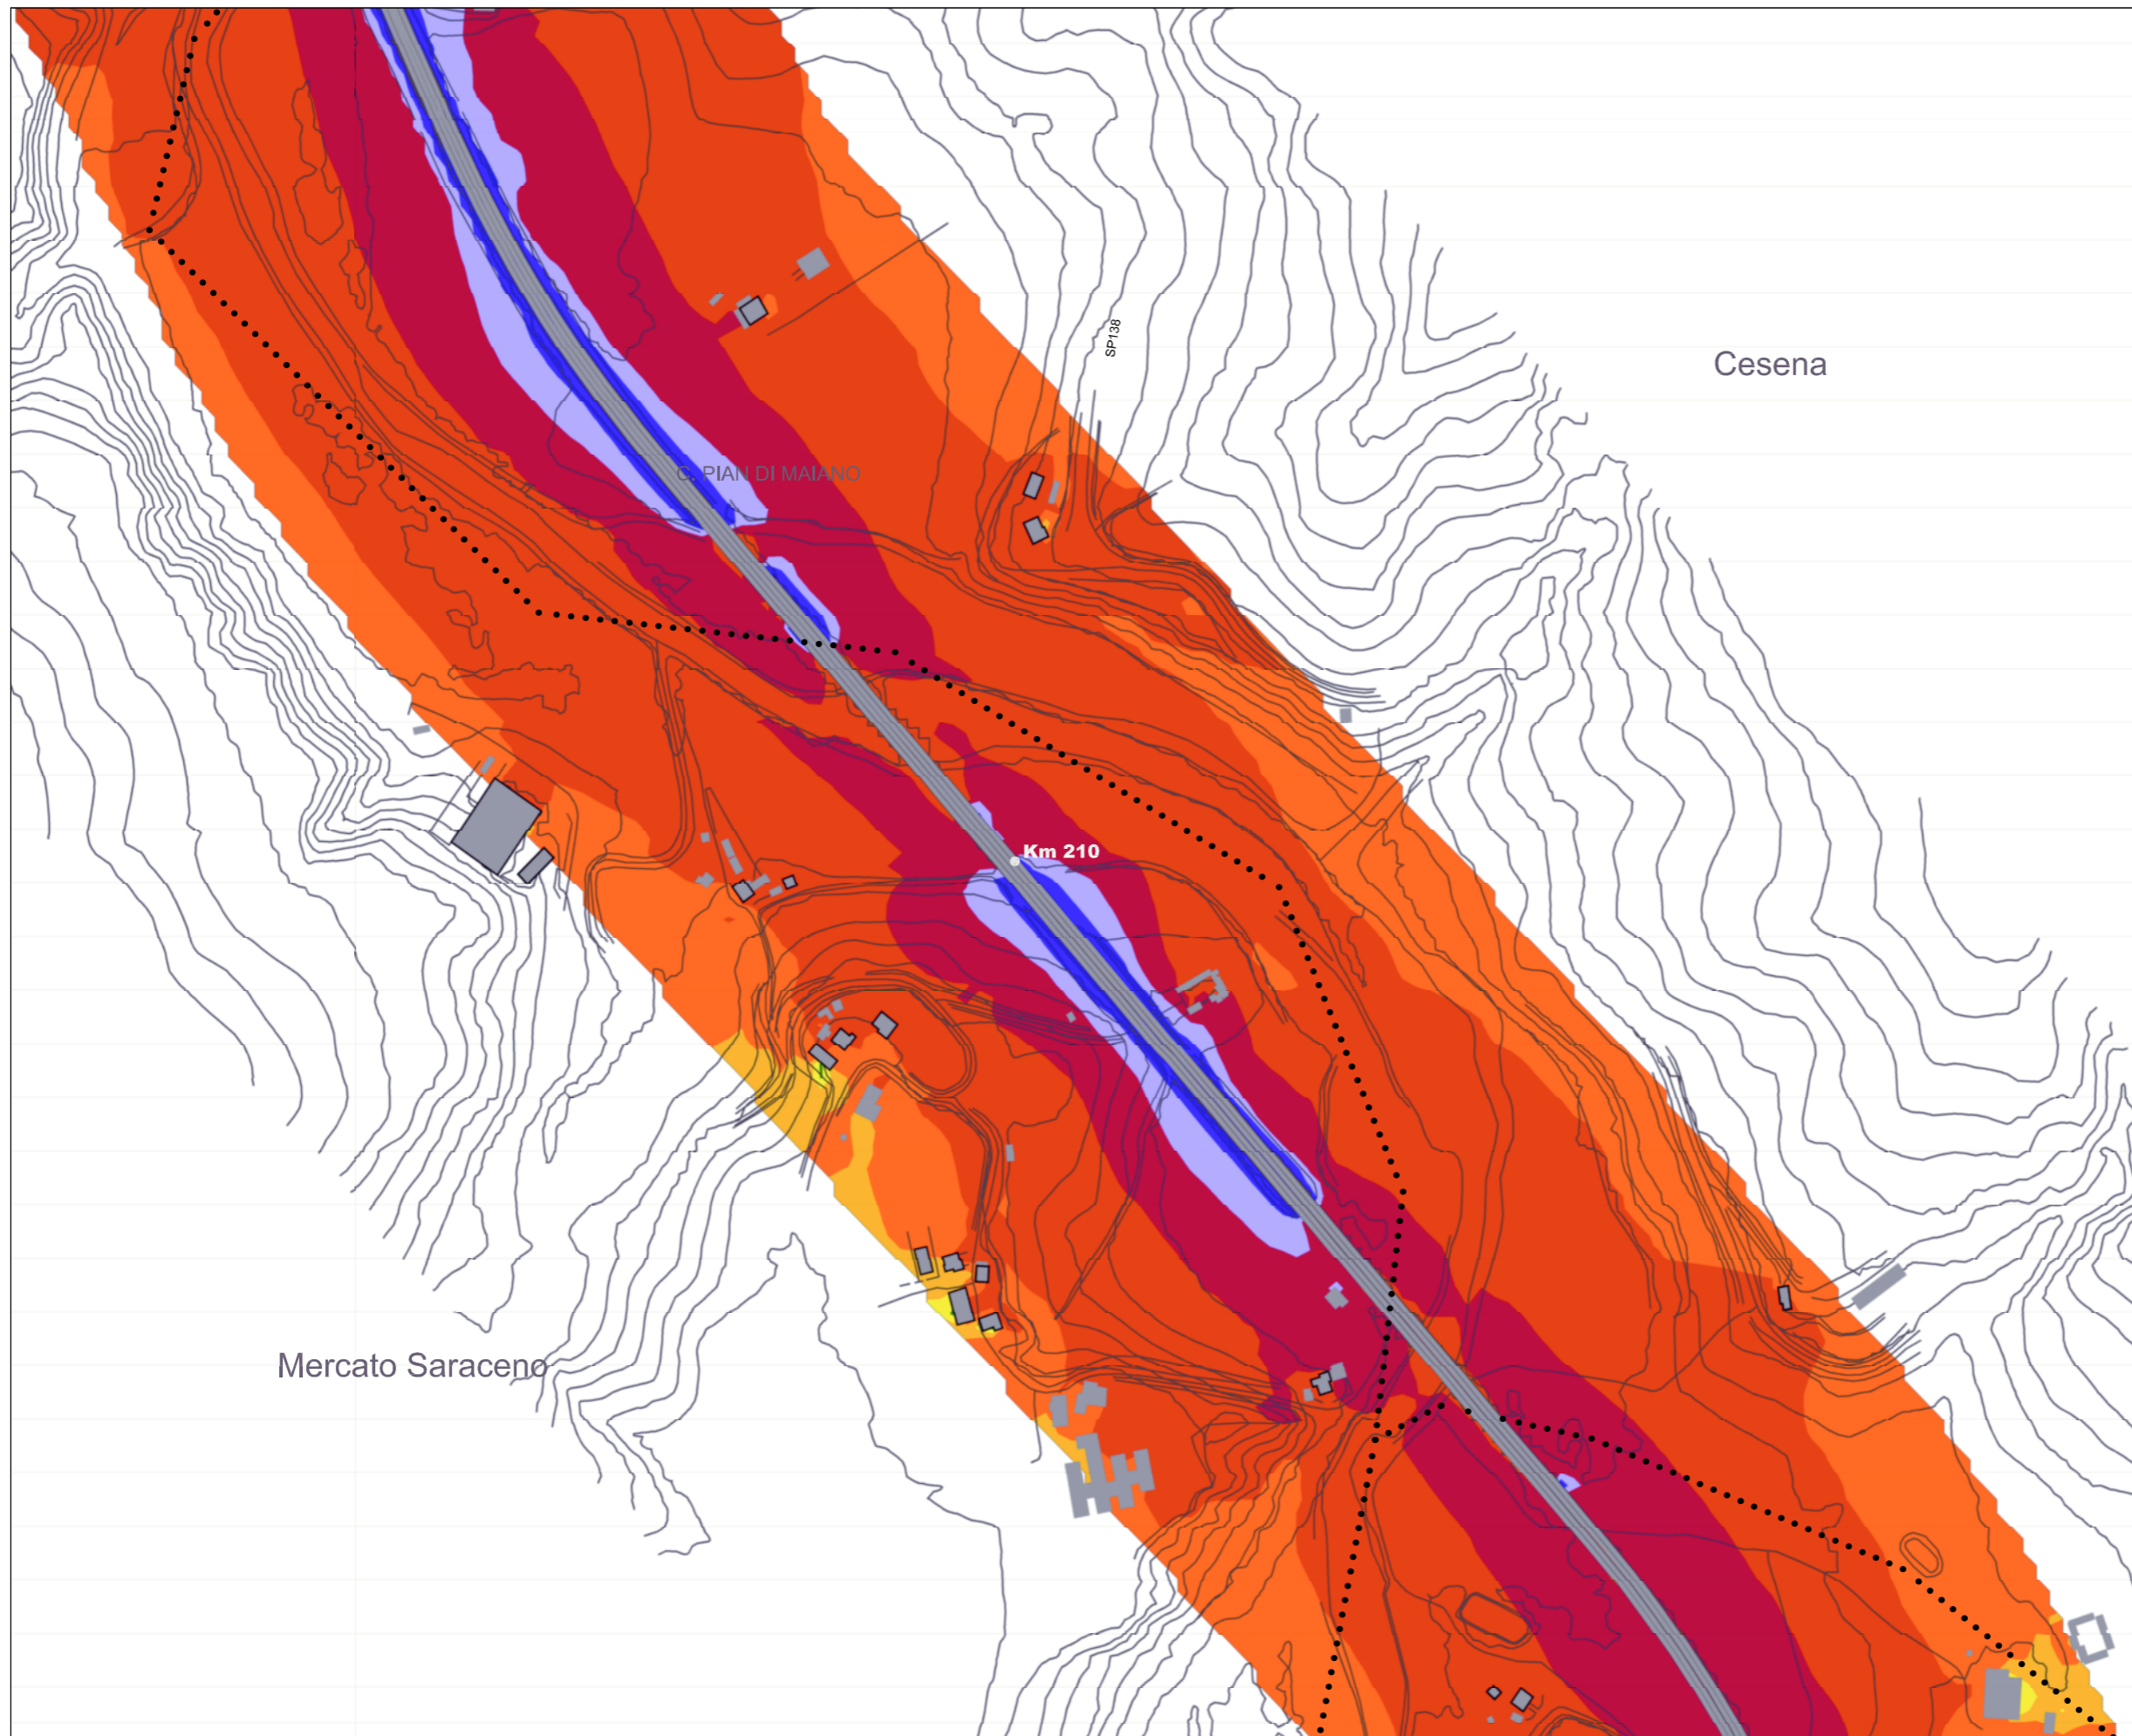 SP138
Cesena
G. PIAN DI MAIANO
Km 210
Mercato Saraceno